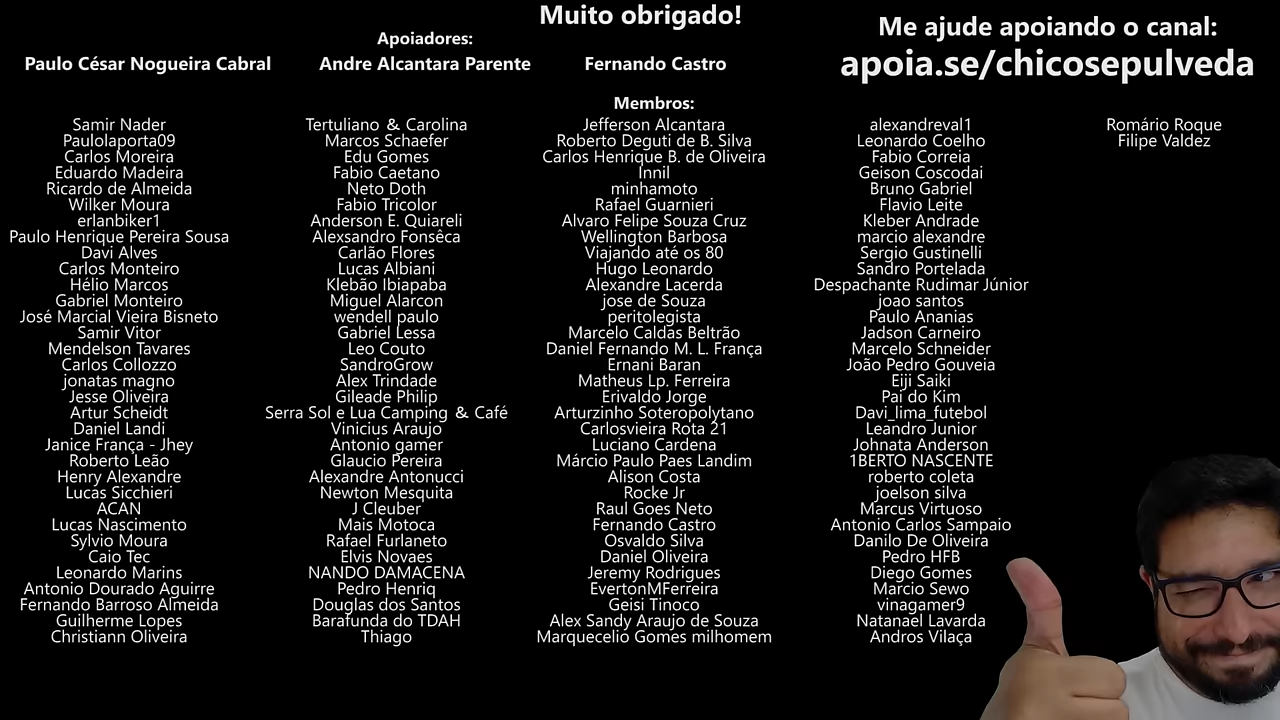 Muito obrigado!
Apoiadores:
Paulo César Nogueira Cabral
Andre Alcantara Parente
Fernando Castro
Me ajude apoiando o canal:
apoia.se/chicosepulveda
Membros:
Samir Nader
Paulolaporta09
Carlos Moreira
Eduardo Madeira
Ricardo de Almeida
Wilker Moura
erlanbiker1
Paulo Henrique Pereira Sousa
Davi Alves
Carlos Monteiro
Hélio Marcos
Gabriel Monteiro
José Marcial Vieira Bisneto
Samir Vitor
Mendelson Tavares
Carlos Collozzo
jonatas magno
Jesse Oliveira
Artur Scheidt
Daniel Landi
Janice França - Jhey
Roberto Leão
Henry Alexandre
Lucas Sicchieri
ACAN
Lucas Nascimento
Sylvio Moura
Caio Tec
Leonardo Marins
Antonio Dourado Aguirre
Fernando Barroso Almeida
Guilherme Lopes
Christiann Oliveira
Tertuliano & Carolina
Marcos Schaefer
Edu Gomes
Fabio Caetano
Neto Doth
Fabio Tricolor
Anderson E. Quiareli
Alexsandro Fonsêca
Carlão Flores
Lucas Albiani
Klebão Ibiapaba
Miguel Alarcon
wendell paulo
Gabriel Lessa
Leo Couto
SandroGrow
Alex Trindade
Gileade Philip
Serra Sol e Lua Camping & Café
Vinicius Araujo
Antonio gamer
Glaucio Pereira
Alexandre Antonucci
Newton Mesquita
J Cleuber
Mais Motoca
Rafael Furlaneto
Elvis Novaes
NANDO DAMACENA
Pedro Henriq
Douglas dos Santos
Barafunda do TDAH
Thiago
Jefferson Alcantara
Roberto Deguti de B. Silva
Carlos Henrique B. de Oliveira
Innil
minhamoto
Rafael Guarnieri
Alvaro Felipe Souza Cruz
Wellington Barbosa
Viajando até os 80
Hugo Leonardo
Alexandre Lacerda
jose de Souza
peritolegista
Marcelo Caldas Beltrão
Daniel Fernando M. L. França
Ernani Baran
Matheus Lp. Ferreira
Erivaldo Jorge
Arturzinho Soteropolytano
Carlosvieira Rota 21
Luciano Cardena
Márcio Paulo Paes Landim
Alison Costa
Rocke Jr
Raul Goes Neto
Fernando Castro
Osvaldo Silva
Daniel Oliveira
Jeremy Rodrigues
EvertonMFerreira
Geisi Tinoco
Alex Sandy Araujo de Souza
Marquecelio Gomes milhomem
alexandreval1
Leonardo Coelho
Fabio Correia
Geison Coscodai
Bruno Gabriel
Flavio Leite
Kleber Andrade
marcio alexandre
Sergio Gustinelli
Sandro Portelada
Despachante Rudimar Júnior
joao santos
Paulo Ananias
Jadson Carneiro
Marcelo Schneider
João Pedro Gouveia
Eiji Saiki
Pai do Kim
Davi_lima_futebol
Leandro Junior
Johnata Anderson
1BERTO NASCENTE
roberto coleta
joelson silva
Marcus Virtuoso
Antonio Carlos Sampaio
Danilo De Oliveira
Pedro HFB
Diego Gomes
Marcio Sewo
vinagamer9
Natanael Lavarda
Andros Vilaça
Romário Roque
Filipe Valdez